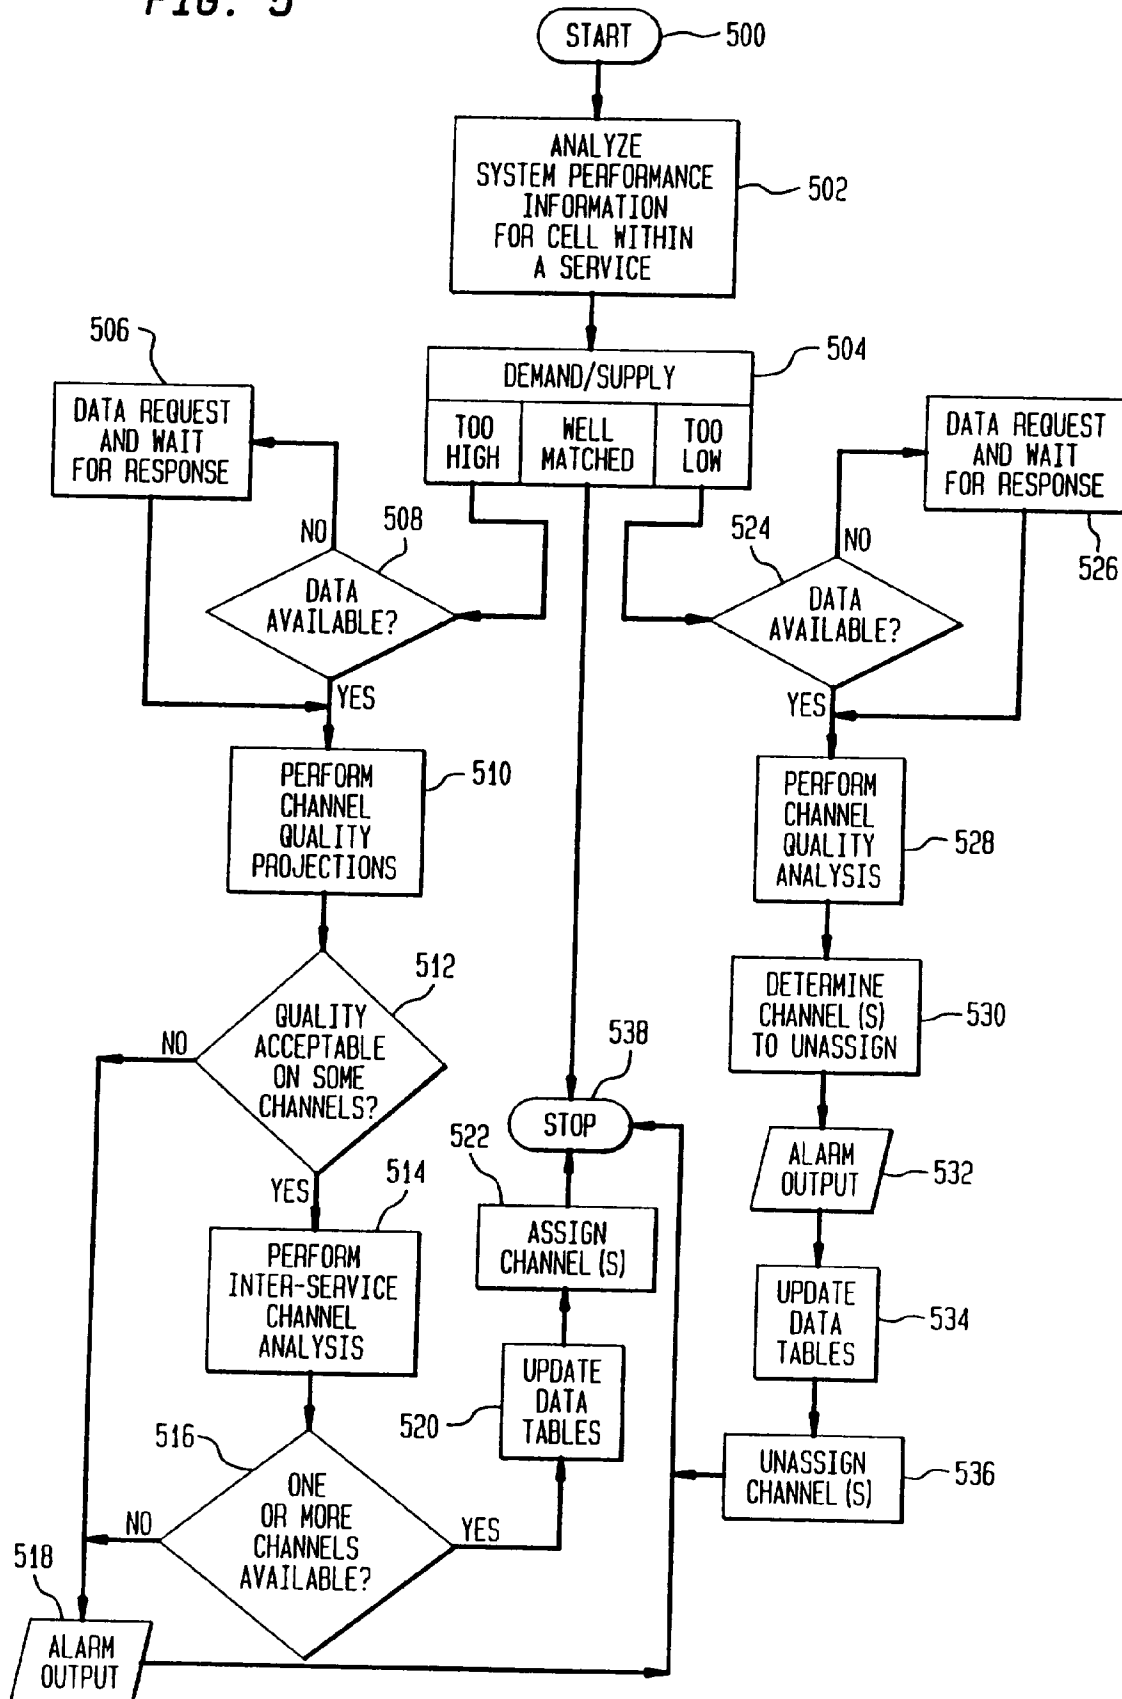 FIG. 5
START
500
ANALYZE
SYSTEM PERFORMANCE
INFORMATION
FOR CELL WITHIN
A SERVICE
502
506
504
DEMAND/SUPPLY
TOO
HIGH
WELL
MATCHED
TOO
LOW
DATA REQUEST
AND WAIT
FOR RESPONSE
DATA REQUEST
AND WAIT
FOR RESPONSE
526
NO
508
DATA
AVAILABLE?
YES
524
NO
DATA
AVAILABLE?
YES
PERFORM
CHANNEL
QUALITY
PROJECTIONS
510
PERFORM
CHANNEL
QUALITY
ANALYSIS
528
512
QUALITY
ACCEPTABLE
ON SOME
CHANNELS?
NO
YES
DETERMINE
CHANNEL(S)
TO UNASSIGN
530
538
STOP
ALARM
OUTPUT
532
514
PERFORM
INTER-SERVICE
CHANNEL
ANALYSIS
522
ASSIGN
CHANNEL(S)
UPDATE
DATA
TABLES
534
UPDATE
DATA
TABLES
520
516
ONE
OR MORE
CHANNELS
AVAILABLE?
NO
YES
UNASSIGN
CHANNEL(S)
536
518
ALARM
OUTPUT